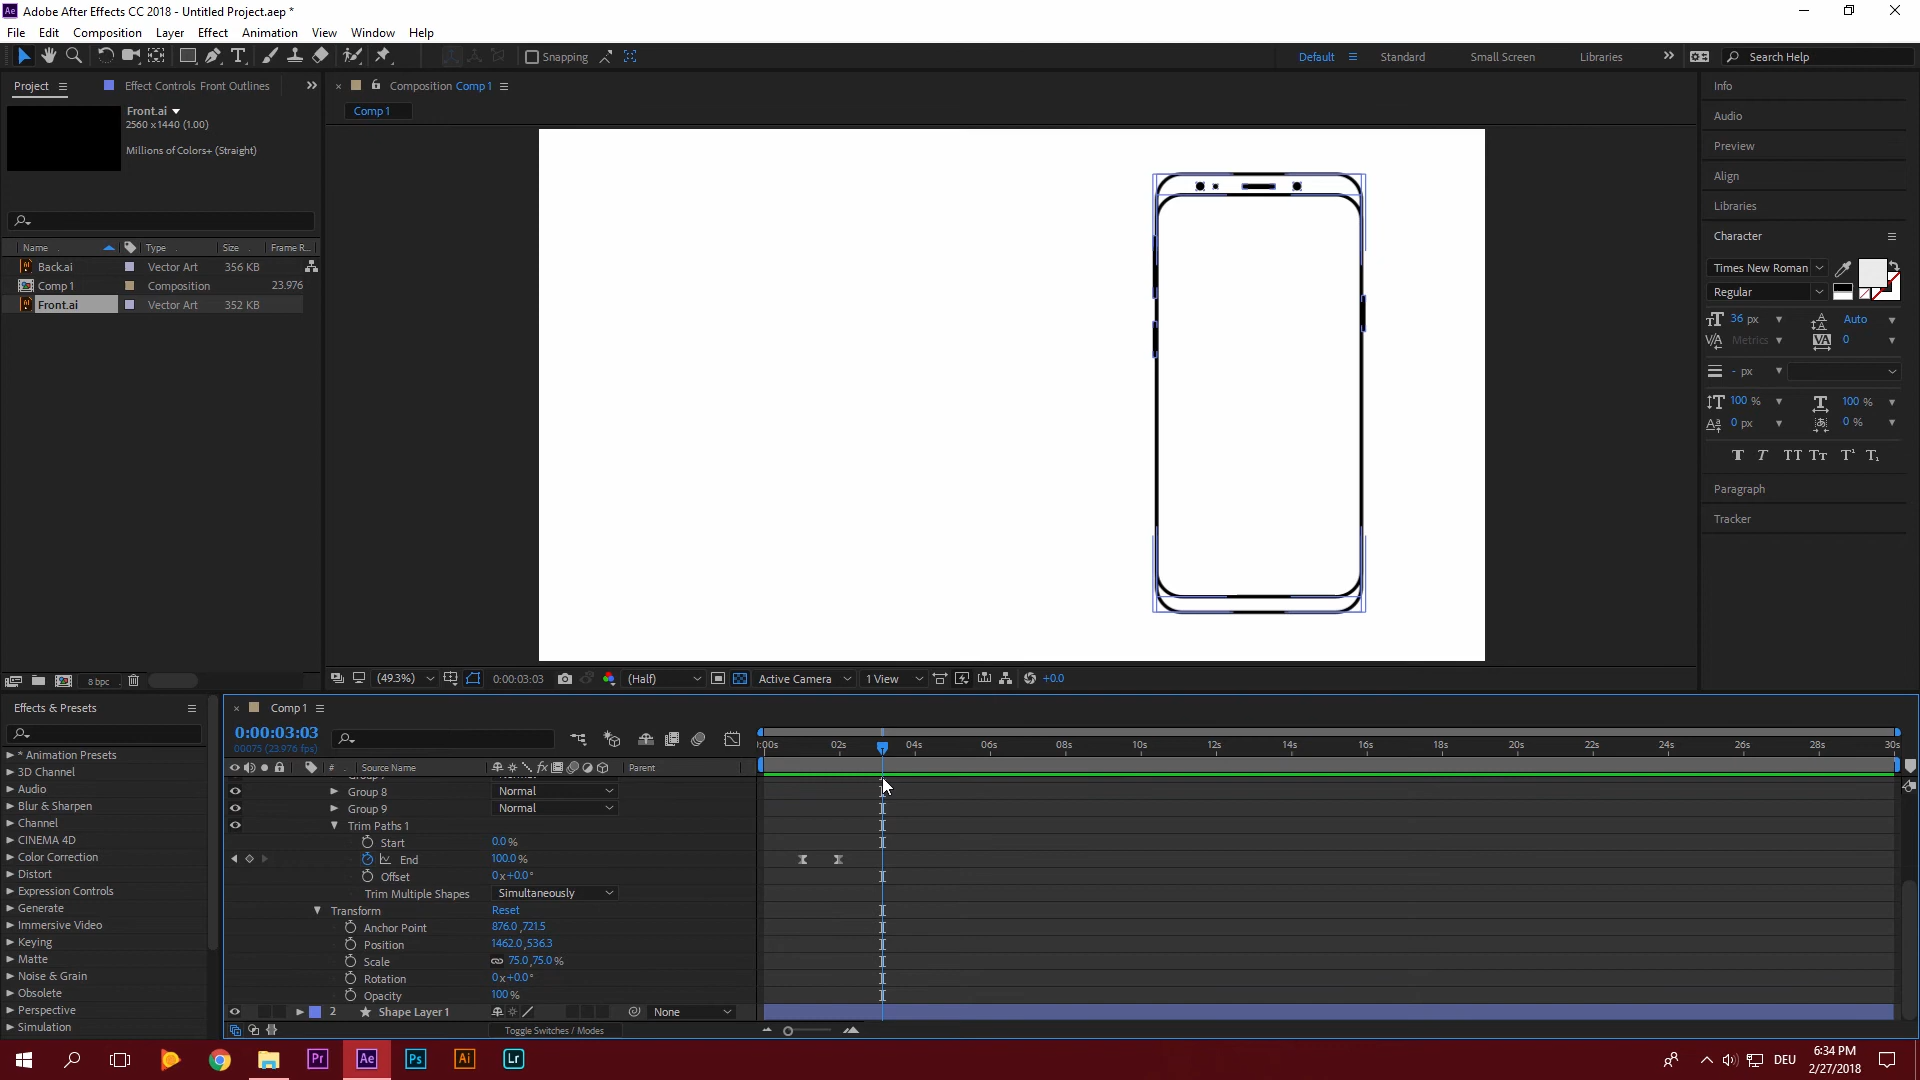 Adobe After Effects CC 2018 - Untitled Project.aep *
File Edit Composition Layer Effect Animation View Window Help
Snapping Default Standard Small Screen Libraries Search Help
Project Effect Controls Front Outlines
Composition Comp 1
Comp 1
Front.ai
2560 x1440 (1.00)
Millions of Colors+ (Straight)
Name Type Size Frame R...
Back.ai Vector Art 356 KB
Comp 1 Composition 23.976
Front.ai Vector Art 352 KB
8 bpc
(49.3%) 0:00:03:03 (Half) Active Camera 1 View +0.0
Info
Audio
Preview
Align
Libraries
Character
Times New Roman
Regular
36 px Auto
Metrics 0
- px
100 % 100 %
0 px 0 %
T T TT Tт T¹ T₁
Paragraph
Tracker
Effects & Presets
* Animation Presets
3D Channel
Audio
Blur & Sharpen
Channel
CINEMA 4D
Color Correction
Distort
Expression Controls
Generate
Immersive Video
Keying
Matte
Noise & Grain
Obsolete
Perspective
Simulation
Comp 1
0:00:03:03
00075 (23.976 fps)
:00s 02s 04s 06s 08s 10s 12s 14s 16s 18s 20s 22s 24s 26s 28s 30s
# Source Name Parent
Group 8 Normal
Group 9 Normal
Trim Paths 1
Start 0.0 %
End 100.0 %
Offset 0 x +0.0 °
Trim Multiple Shapes Simultaneously
Transform Reset
Anchor Point 876.0 ,721.5
Position 1462.0 ,536.3
Scale 75.0 ,75.0 %
Rotation 0 x +0.0 °
Opacity 100 %
2 Shape Layer 1 None
Toggle Switches / Modes
Pr Ae Ps Ai Lr
DEU
6:34 PM
2/27/2018